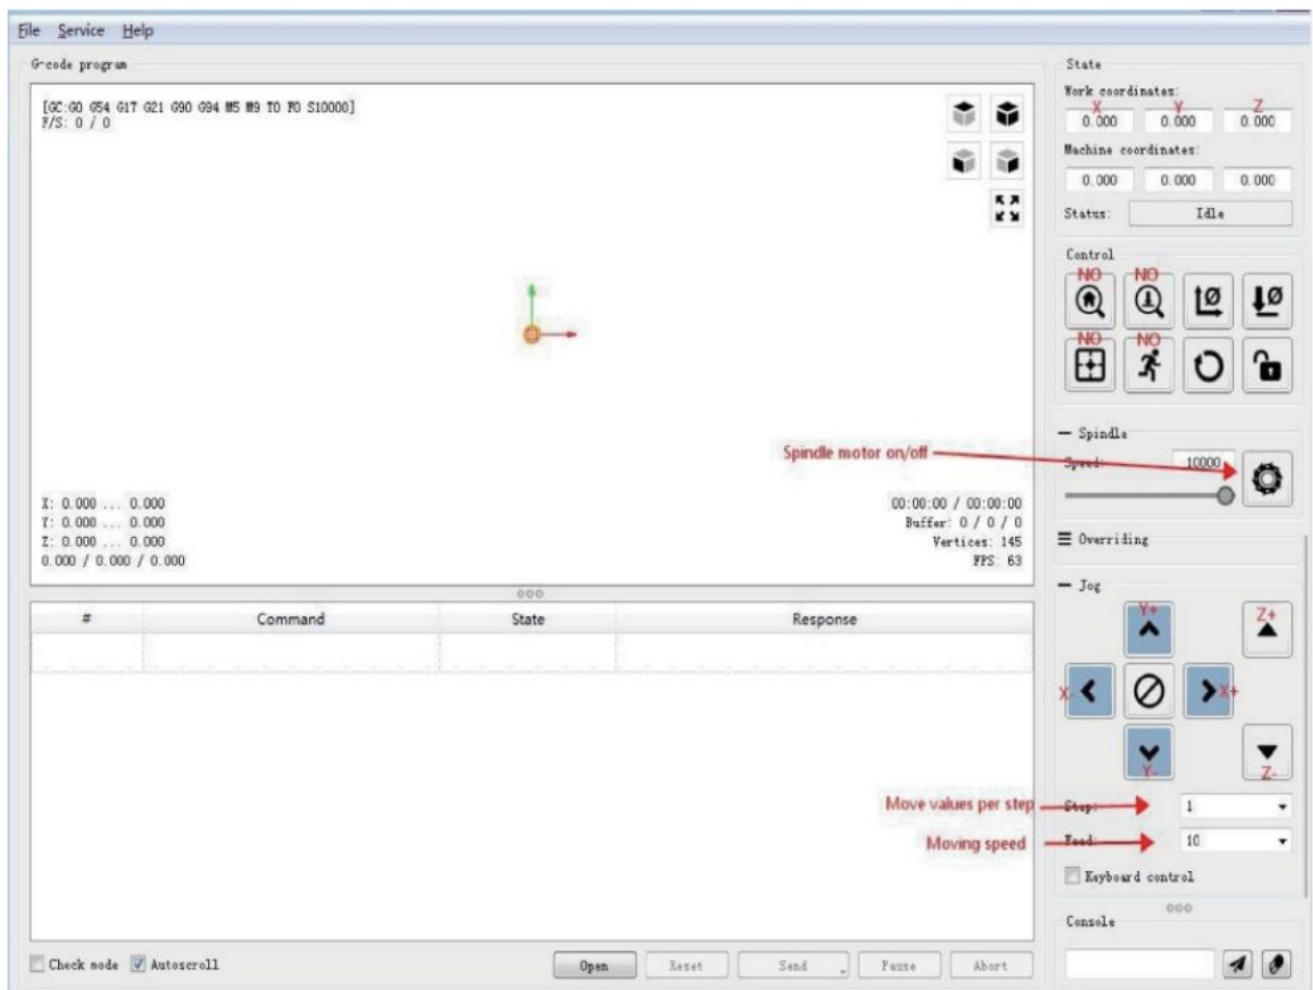 File Service Help
G-code program
[GC:G0 G54 G17 G21 G90 G94 M5 M9 T0 F0 S10000]
F/S: 0 / 0
X: 0.000 ... 0.000
Y: 0.000 ... 0.000
Z: 0.000 ... 0.000
0.000 / 0.000 / 0.000
00:00:00 / 00:00:00
Buffer: 0 / 0 / 0
Vertices: 145
FPS: 63
# Command State Response
Check mode Autoscroll Open Reset Send Pause Abort
State
Work coordinates:
X Y Z
0.000 0.000 0.000
Machine coordinates:
0.000 0.000 0.000
Status: Idle
Control
NO NO
NO NO
Spindle
Spindle motor on/off
Speed: 10000
Overriding
Jog
Y+ Z+
X- X+
Y- Z-
Move values per step Step: 1
Moving speed Feed: 10
Keyboard control
Console